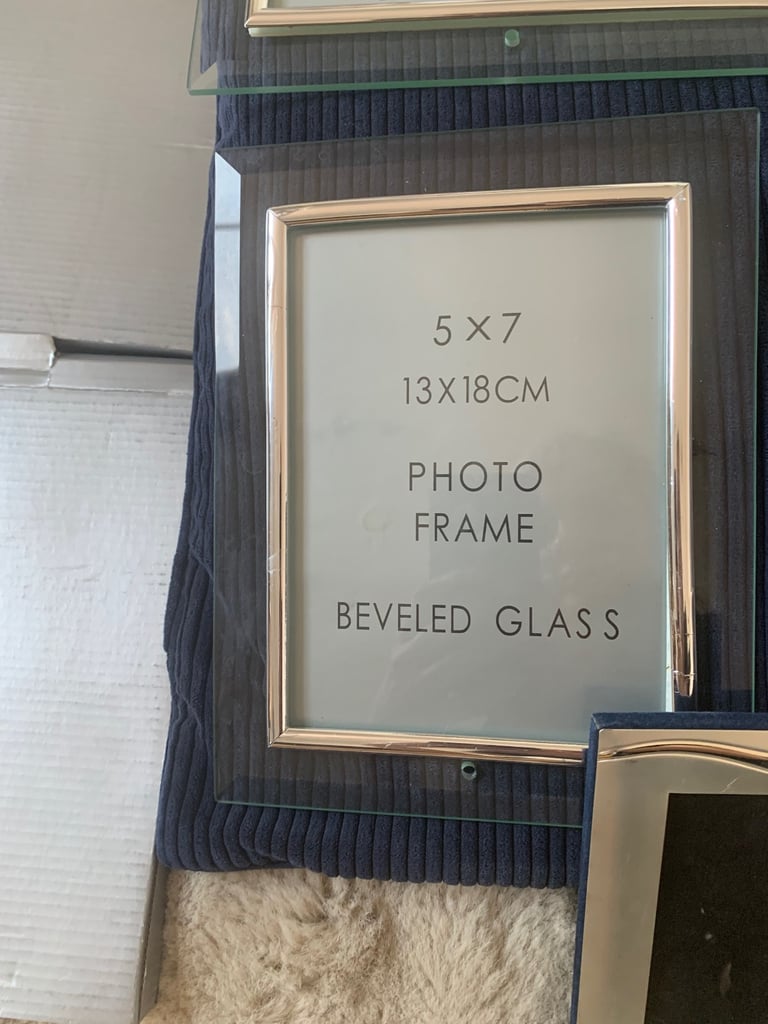 5 X 7
13X18CM
PHOTO
FRAME
BEVELED GLASS